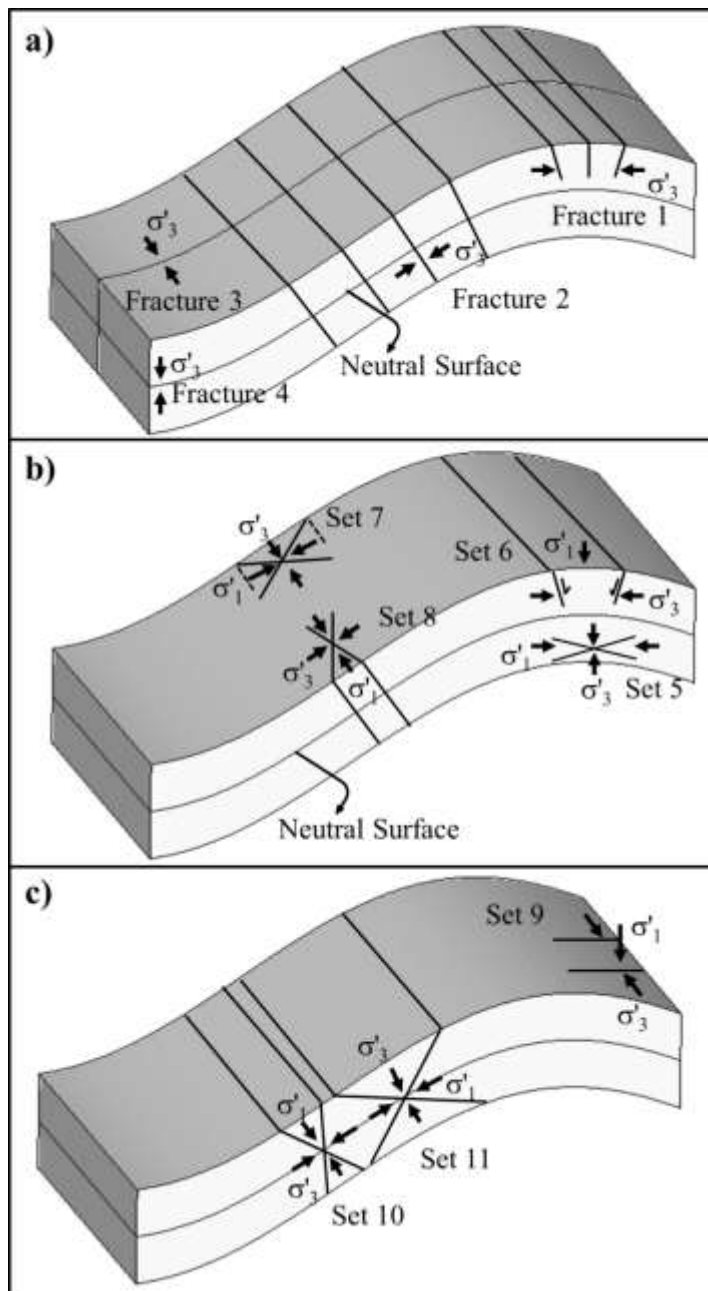 a)
σ'3
Fracture 1
σ'3
σ'3
Fracture 3
Fracture 2
Neutral Surface
σ'3
Fracture 4
b)
Set 7
σ'3
Set 6
σ'1
σ'1
σ'3
Set 8
σ'3
σ'1
σ'1
Set 5
σ'3
Neutral Surface
c)
Set 9
σ'1
σ'3
σ'3
σ'1
σ'1
Set 11
σ'3
Set 10